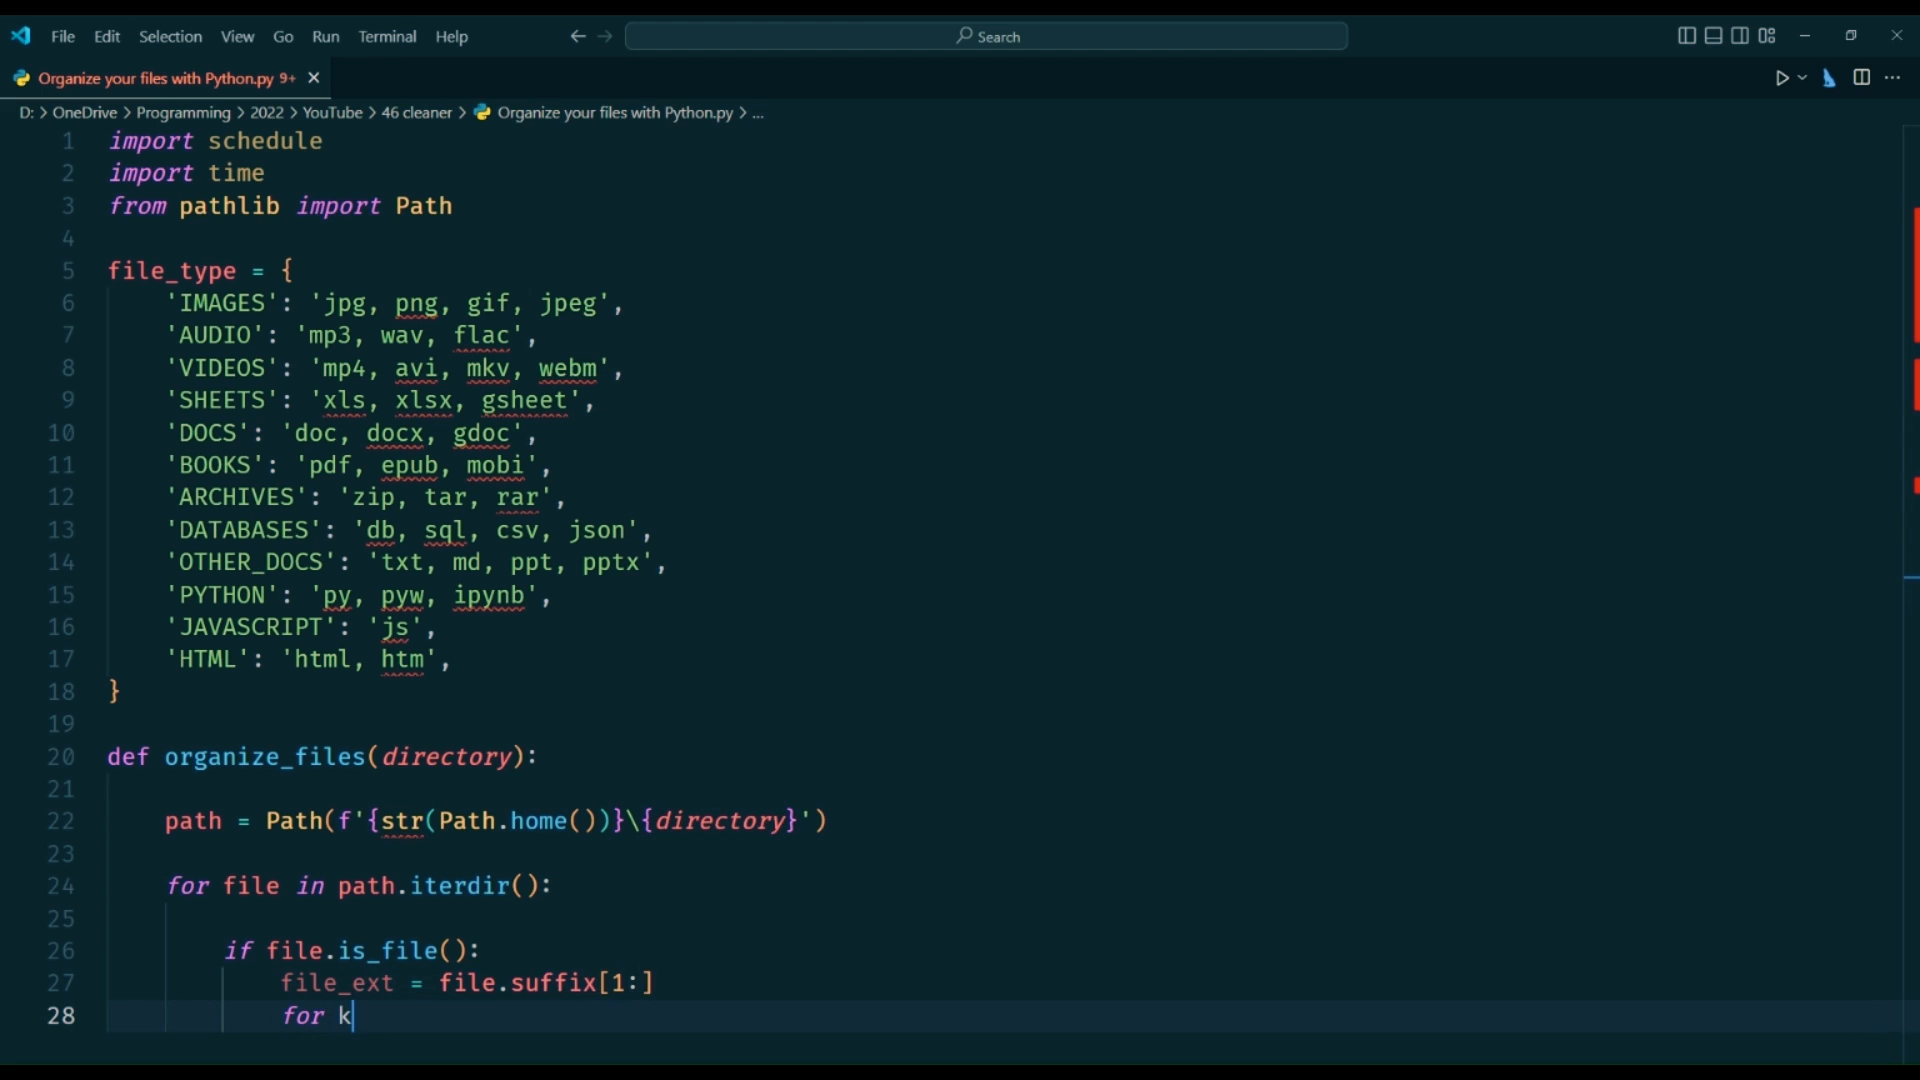 File Edit Selection View Go Run Terminal Help Search
Organize your files with Python.py 9+
D: > OneDrive > Programming > 2022 > YouTube > 46 cleaner > Organize your files with Python.py > ...
1 import schedule
2 import time
3 from pathlib import Path
4
5 file_type = {
6 'IMAGES': 'jpg, png, gif, jpeg',
7 'AUDIO': 'mp3, wav, flac',
8 'VIDEOS': 'mp4, avi, mkv, webm',
9 'SHEETS': 'xls, xlsx, gsheet',
10 'DOCS': 'doc, docx, gdoc',
11 'BOOKS': 'pdf, epub, mobi',
12 'ARCHIVES': 'zip, tar, rar',
13 'DATABASES': 'db, sql, csv, json',
14 'OTHER_DOCS': 'txt, md, ppt, pptx',
15 'PYTHON': 'py, pyw, ipynb',
16 'JAVASCRIPT': 'js',
17 'HTML': 'html, htm',
18 }
19
20 def organize_files(directory):
21
22 path = Path(f'{str(Path.home())}\{directory}')
23
24 for file in path.iterdir():
25
26 if file.is_file():
27 file_ext = file.suffix[1:]
28 for k